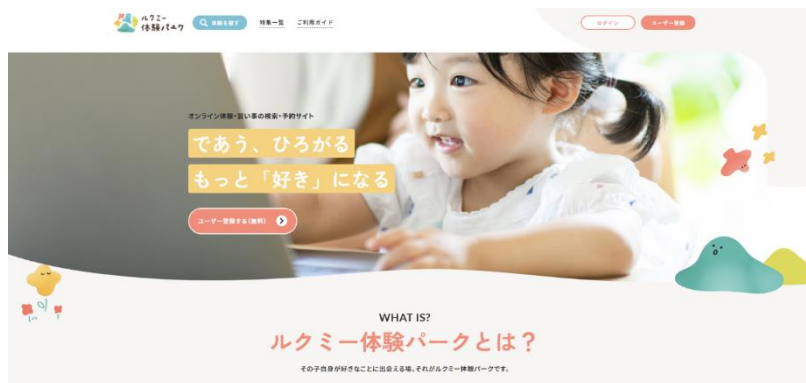 ルクミー
体験パーク
体験を探す
特集一覧
ご利用ガイド
ログイン
ユーザー登録
オンライン体験・習い事の検索・予約サイト
であう、ひろがる
もっと「好き」になる
ユーザー登録する(無料)
WHAT IS?
ルクミー体験パークとは？
その子自身が好きなことに出会える場、それがルクミー体験パークです。